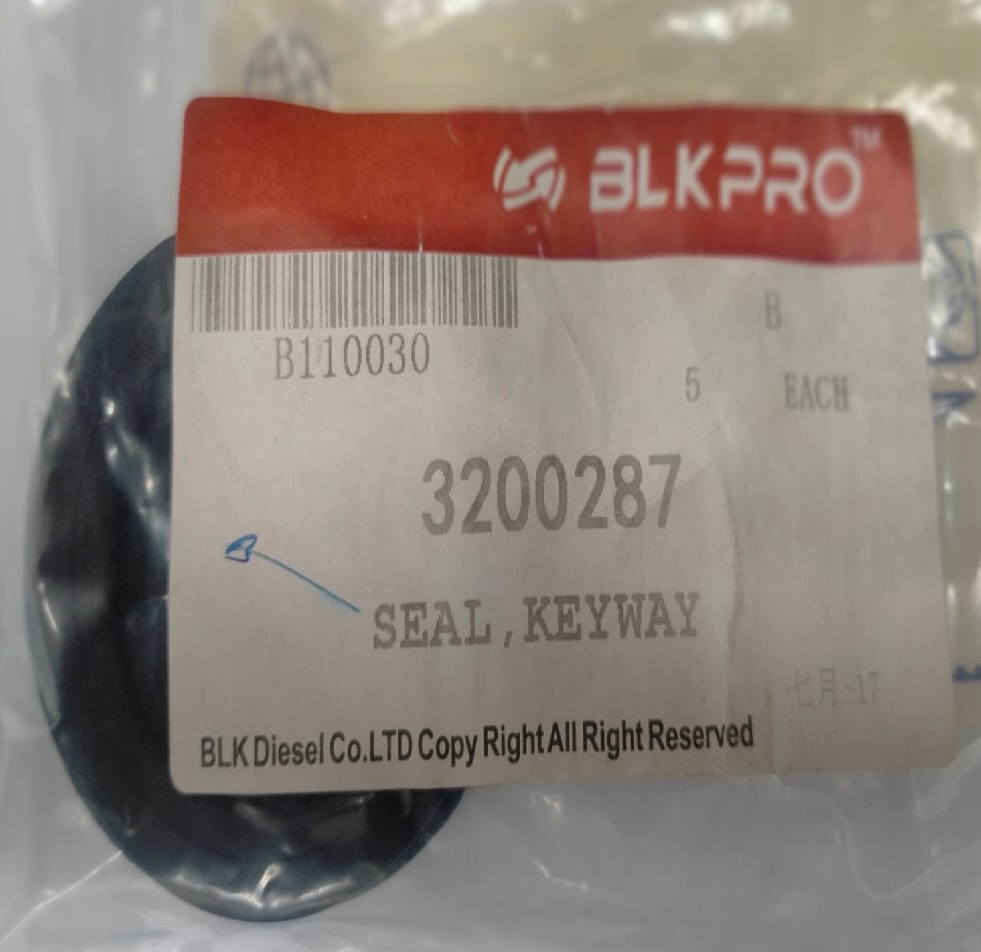 BLKPRO™
B
B110030
5 EACH
3200287
SEAL,KEYWAY
七月-17
BLK Diesel Co.LTD Copy Right All Right Reserved